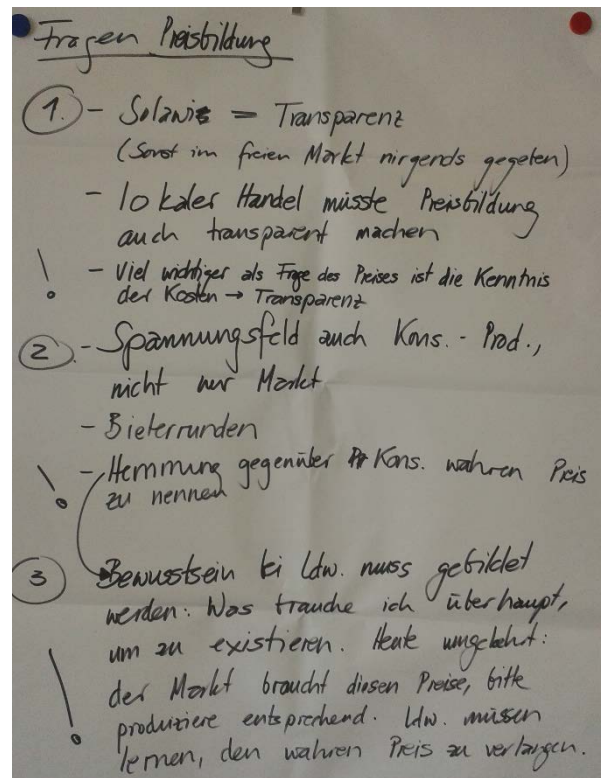 Fragen Preisbildung
1. - Solawis = Transparenz
(Sonst im freien Markt nirgends gegeben)
- lokaler Handel müsste Preisbildung
auch transparent machen
! - Viel wichtiger als Frage des Preises ist die Kenntnis
der Kosten → Transparenz
2. - Spannungsfeld auch Kons. - Prod.,
nicht nur Markt
- Bieterrunden
! - Hemmung gegenüber Kons. wahren Preis
zu nennen
3 Bewusstsein bei Ldw. muss gebildet
werden: Was brauche ich überhaupt,
um zu existieren. Heute umgekehrt:
! der Markt braucht diesen Preise, bitte
produziere entsprechend. Ldw. müssen
lernen, den wahren Preis zu verlangen.